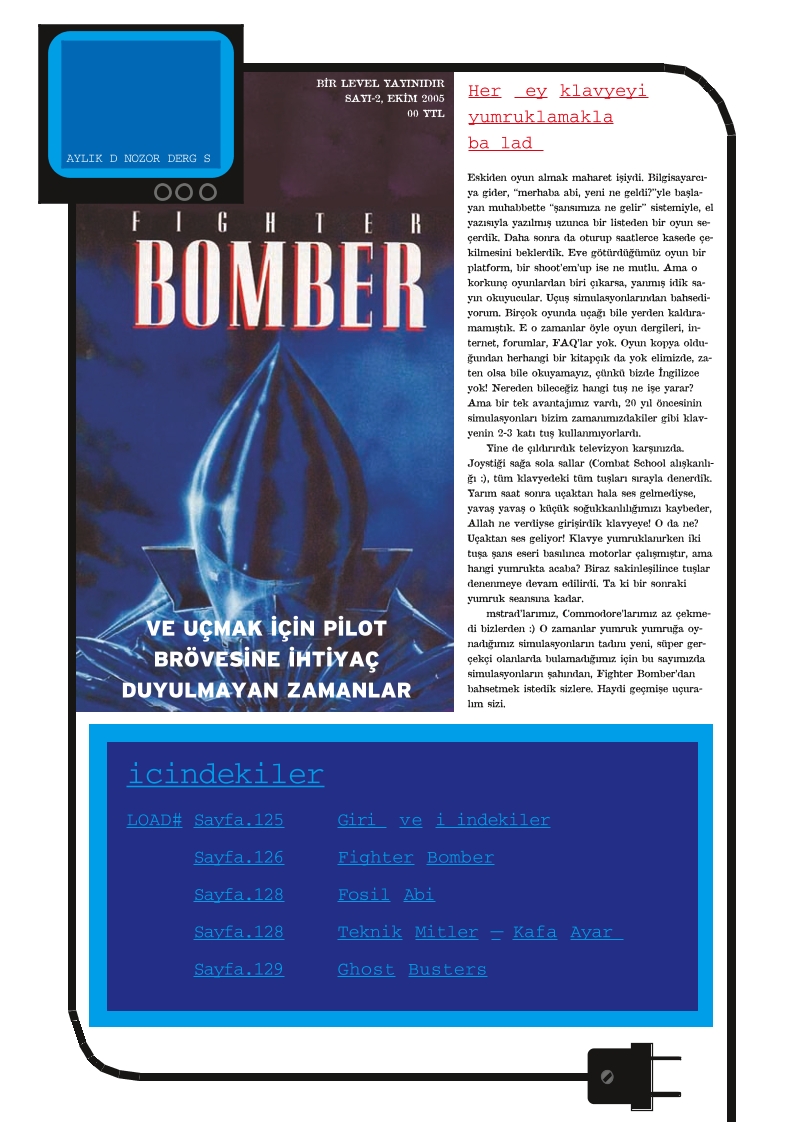 AYLIK D NOZOR DERG S
BİR LEVEL YAYINIDIR
SAYI-2, EKİM 2005
00 YTL
FIGHTER
BOMBER
VE UÇMAK İÇİN PİLOT
BRÖVESİNE İHTİYAÇ
DUYULMAYAN ZAMANLAR
Her  ey klavyeyi
yumruklamakla
ba lad 
Eskiden oyun almak maharet işiydi. Bilgisayarcı-
ya gider, “merhaba abi, yeni ne geldi?”yle başla-
yan muhabbette “şansımıza ne gelir” sistemiyle, el
yazısıyla yazılmış uzunca bir listeden bir oyun se-
çerdik. Daha sonra da oturup saatlerce kasede çe-
kilmesini beklerdik. Eve götürdüğümüz oyun bir
platform, bir shoot’em’up ise ne mutlu. Ama o
korkunç oyunlardan biri çıkarsa, yanmış idik sa-
yın okuyucular. Uçuş simulasyonlarından bahsedi-
yorum. Birçok oyunda uçağı bile yerden kaldıra-
mamıştık. E o zamanlar öyle oyun dergileri, in-
ternet, forumlar, FAQ’lar yok. Oyun kopya oldu-
ğundan herhangi bir kitapçık da yok elimizde, za-
ten olsa bile okuyamayız, çünkü bizde İngilizce
yok! Nereden bileceğiz hangi tuş ne işe yarar?
Ama bir tek avantajımız vardı, 20 yıl öncesinin
simulasyonları bizim zamanımızdakiler gibi klav-
yenin 2-3 katı tuş kullanmıyorlardı.
Yine de çıldırırdık televizyon karşınızda.
Joystiği sağa sola sallar (Combat School alışkanlı-
ğı :), tüm klavyedeki tüm tuşları sırayla denerdik.
Yarım saat sonra uçaktan hala ses gelmediyse,
yavaş yavaş o küçük soğukkanlılığımızı kaybeder,
Allah ne verdiyse girişirdik klavyeye! O da ne?
Uçaktan ses geliyor! Klavye yumruklanırken iki
tuşa şans eseri basılınca motorlar çalışmıştır, ama
hangi yumrukta acaba? Biraz sakinleşilince tuşlar
denenmeye devam edilirdi. Ta ki bir sonraki
yumruk seansına kadar.
mstrad’larımız, Commodore’larımız az çekme-
di bizlerden :) O zamanlar yumruk yumruğa oy-
nadığımız simulasyonların tadını yeni, süper ger-
çekçi olanlarda bulamadığımız için bu sayımızda
simulasyonların şahından, Fighter Bomber’dan
bahsetmek istedik sizlere. Haydi geçmişe uçura-
lım sizi.
icindekiler
LOAD# Sayfa.125 Giri  ve i indekiler
Sayfa.126 Fighter Bomber
Sayfa.128 Fosil Abi
Sayfa.128 Teknik Mitler – Kafa Ayar 
Sayfa.129 Ghost Busters